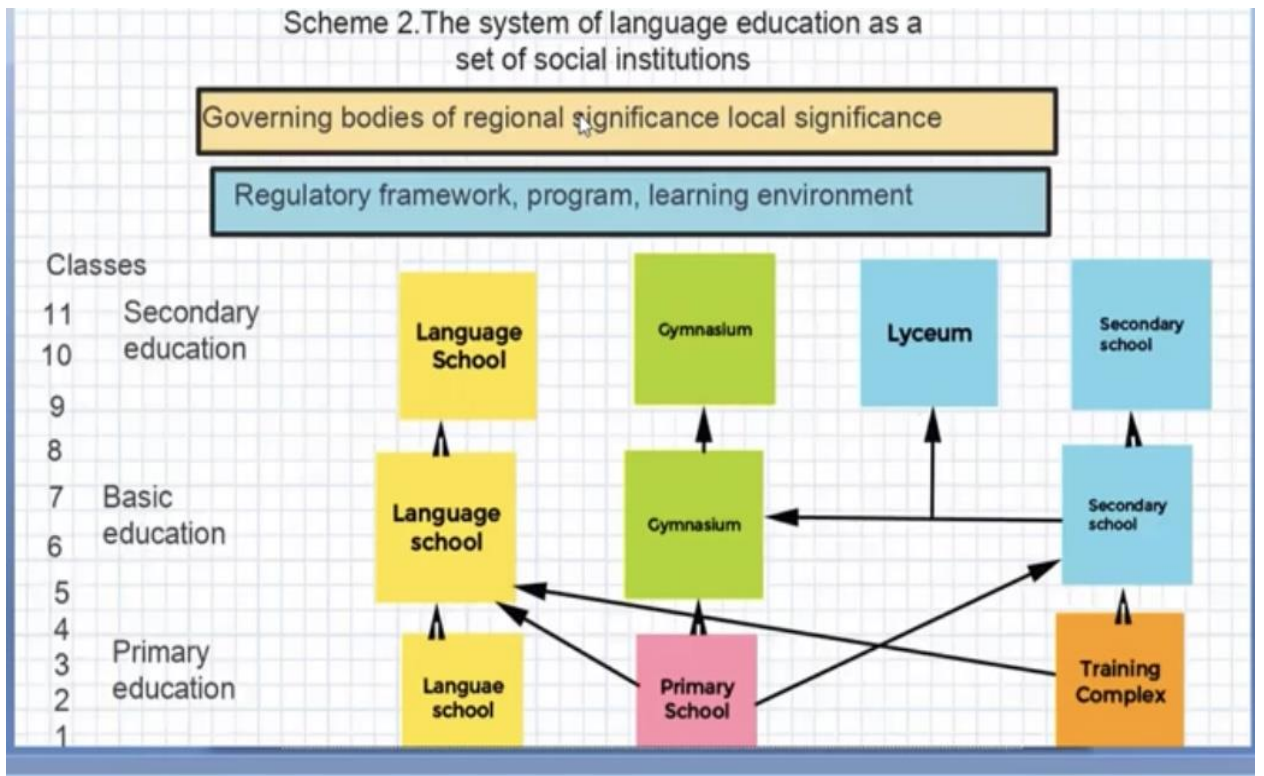 Scheme 2.The system of language education as a
set of social institutions
Governing bodies of regional significance local significance
Regulatory framework, program, learning environment
Classes
11
Secondary
education
10
9
8
7
Basic
education
6
5
4
Primary
education
3
2
1
Language
School
Gymnasium
Lyceum
Secondary
school
Language
school
Gymnasium
Secondary
school
Languae
school
Primary
School
Training
Complex